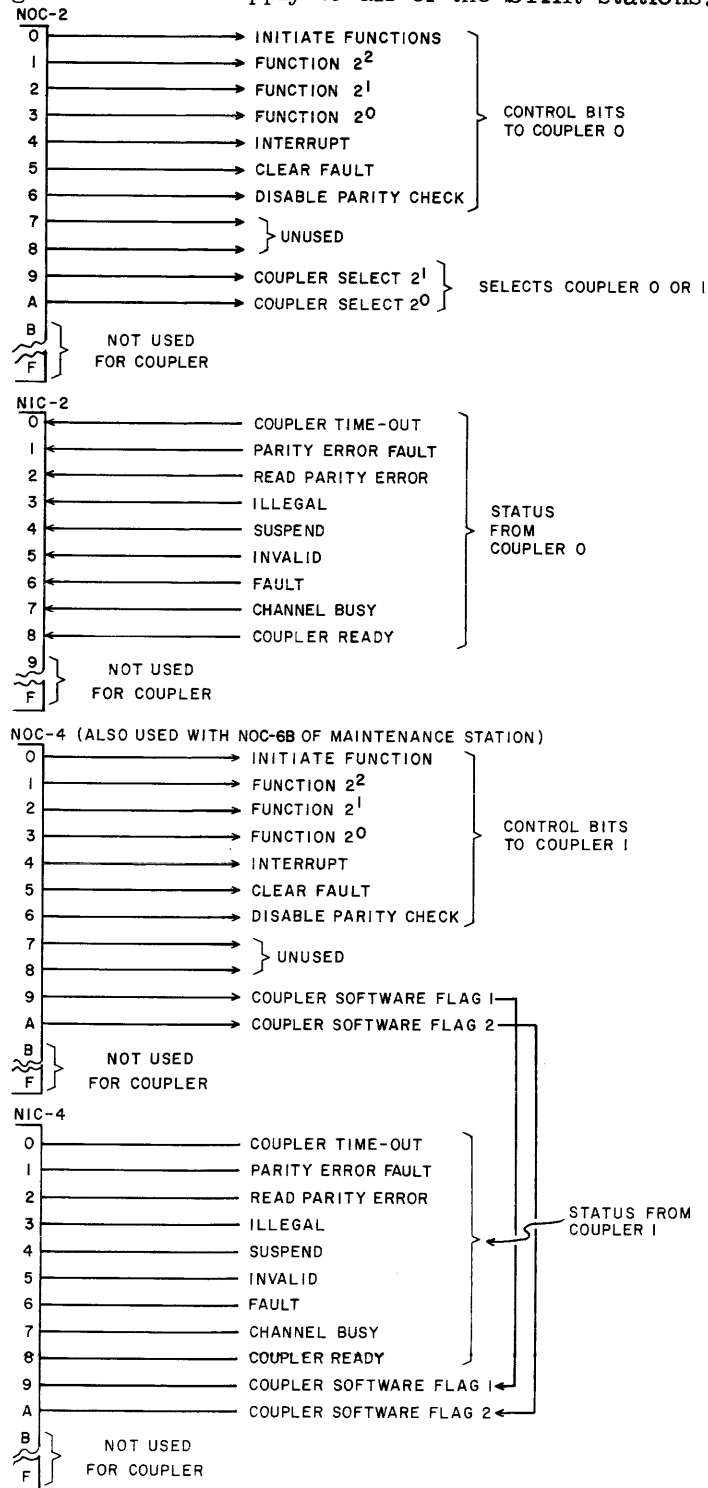 apply to all of the STAR stations.
NOC-2
0 INITIATE FUNCTIONS
1 FUNCTION 2²
2 FUNCTION 2¹
3 FUNCTION 2⁰
4 INTERRUPT
5 CLEAR FAULT
6 DISABLE PARITY CHECK
CONTROL BITS
TO COUPLER 0
7
8
UNUSED
9 COUPLER SELECT 2¹
A COUPLER SELECT 2⁰
SELECTS COUPLER 0 OR 1
B
F
NOT USED
FOR COUPLER
NIC-2
0 COUPLER TIME-OUT
1 PARITY ERROR FAULT
2 READ PARITY ERROR
3 ILLEGAL
4 SUSPEND
5 INVALID
6 FAULT
7 CHANNEL BUSY
8 COUPLER READY
STATUS
FROM
COUPLER 0
9
F
NOT USED
FOR COUPLER
NOC-4 (ALSO USED WITH NOC-6B OF MAINTENANCE STATION)
0 INITIATE FUNCTION
1 FUNCTION 2²
2 FUNCTION 2¹
3 FUNCTION 2⁰
4 INTERRUPT
5 CLEAR FAULT
6 DISABLE PARITY CHECK
CONTROL BITS
TO COUPLER 1
7
8
UNUSED
9 COUPLER SOFTWARE FLAG 1
A COUPLER SOFTWARE FLAG 2
B
F
NOT USED
FOR COUPLER
NIC-4
0 COUPLER TIME-OUT
1 PARITY ERROR FAULT
2 READ PARITY ERROR
3 ILLEGAL
4 SUSPEND
5 INVALID
6 FAULT
7 CHANNEL BUSY
8 COUPLER READY
STATUS FROM
COUPLER 1
9 COUPLER SOFTWARE FLAG 1
A COUPLER SOFTWARE FLAG 2
B
F
NOT USED
FOR COUPLER